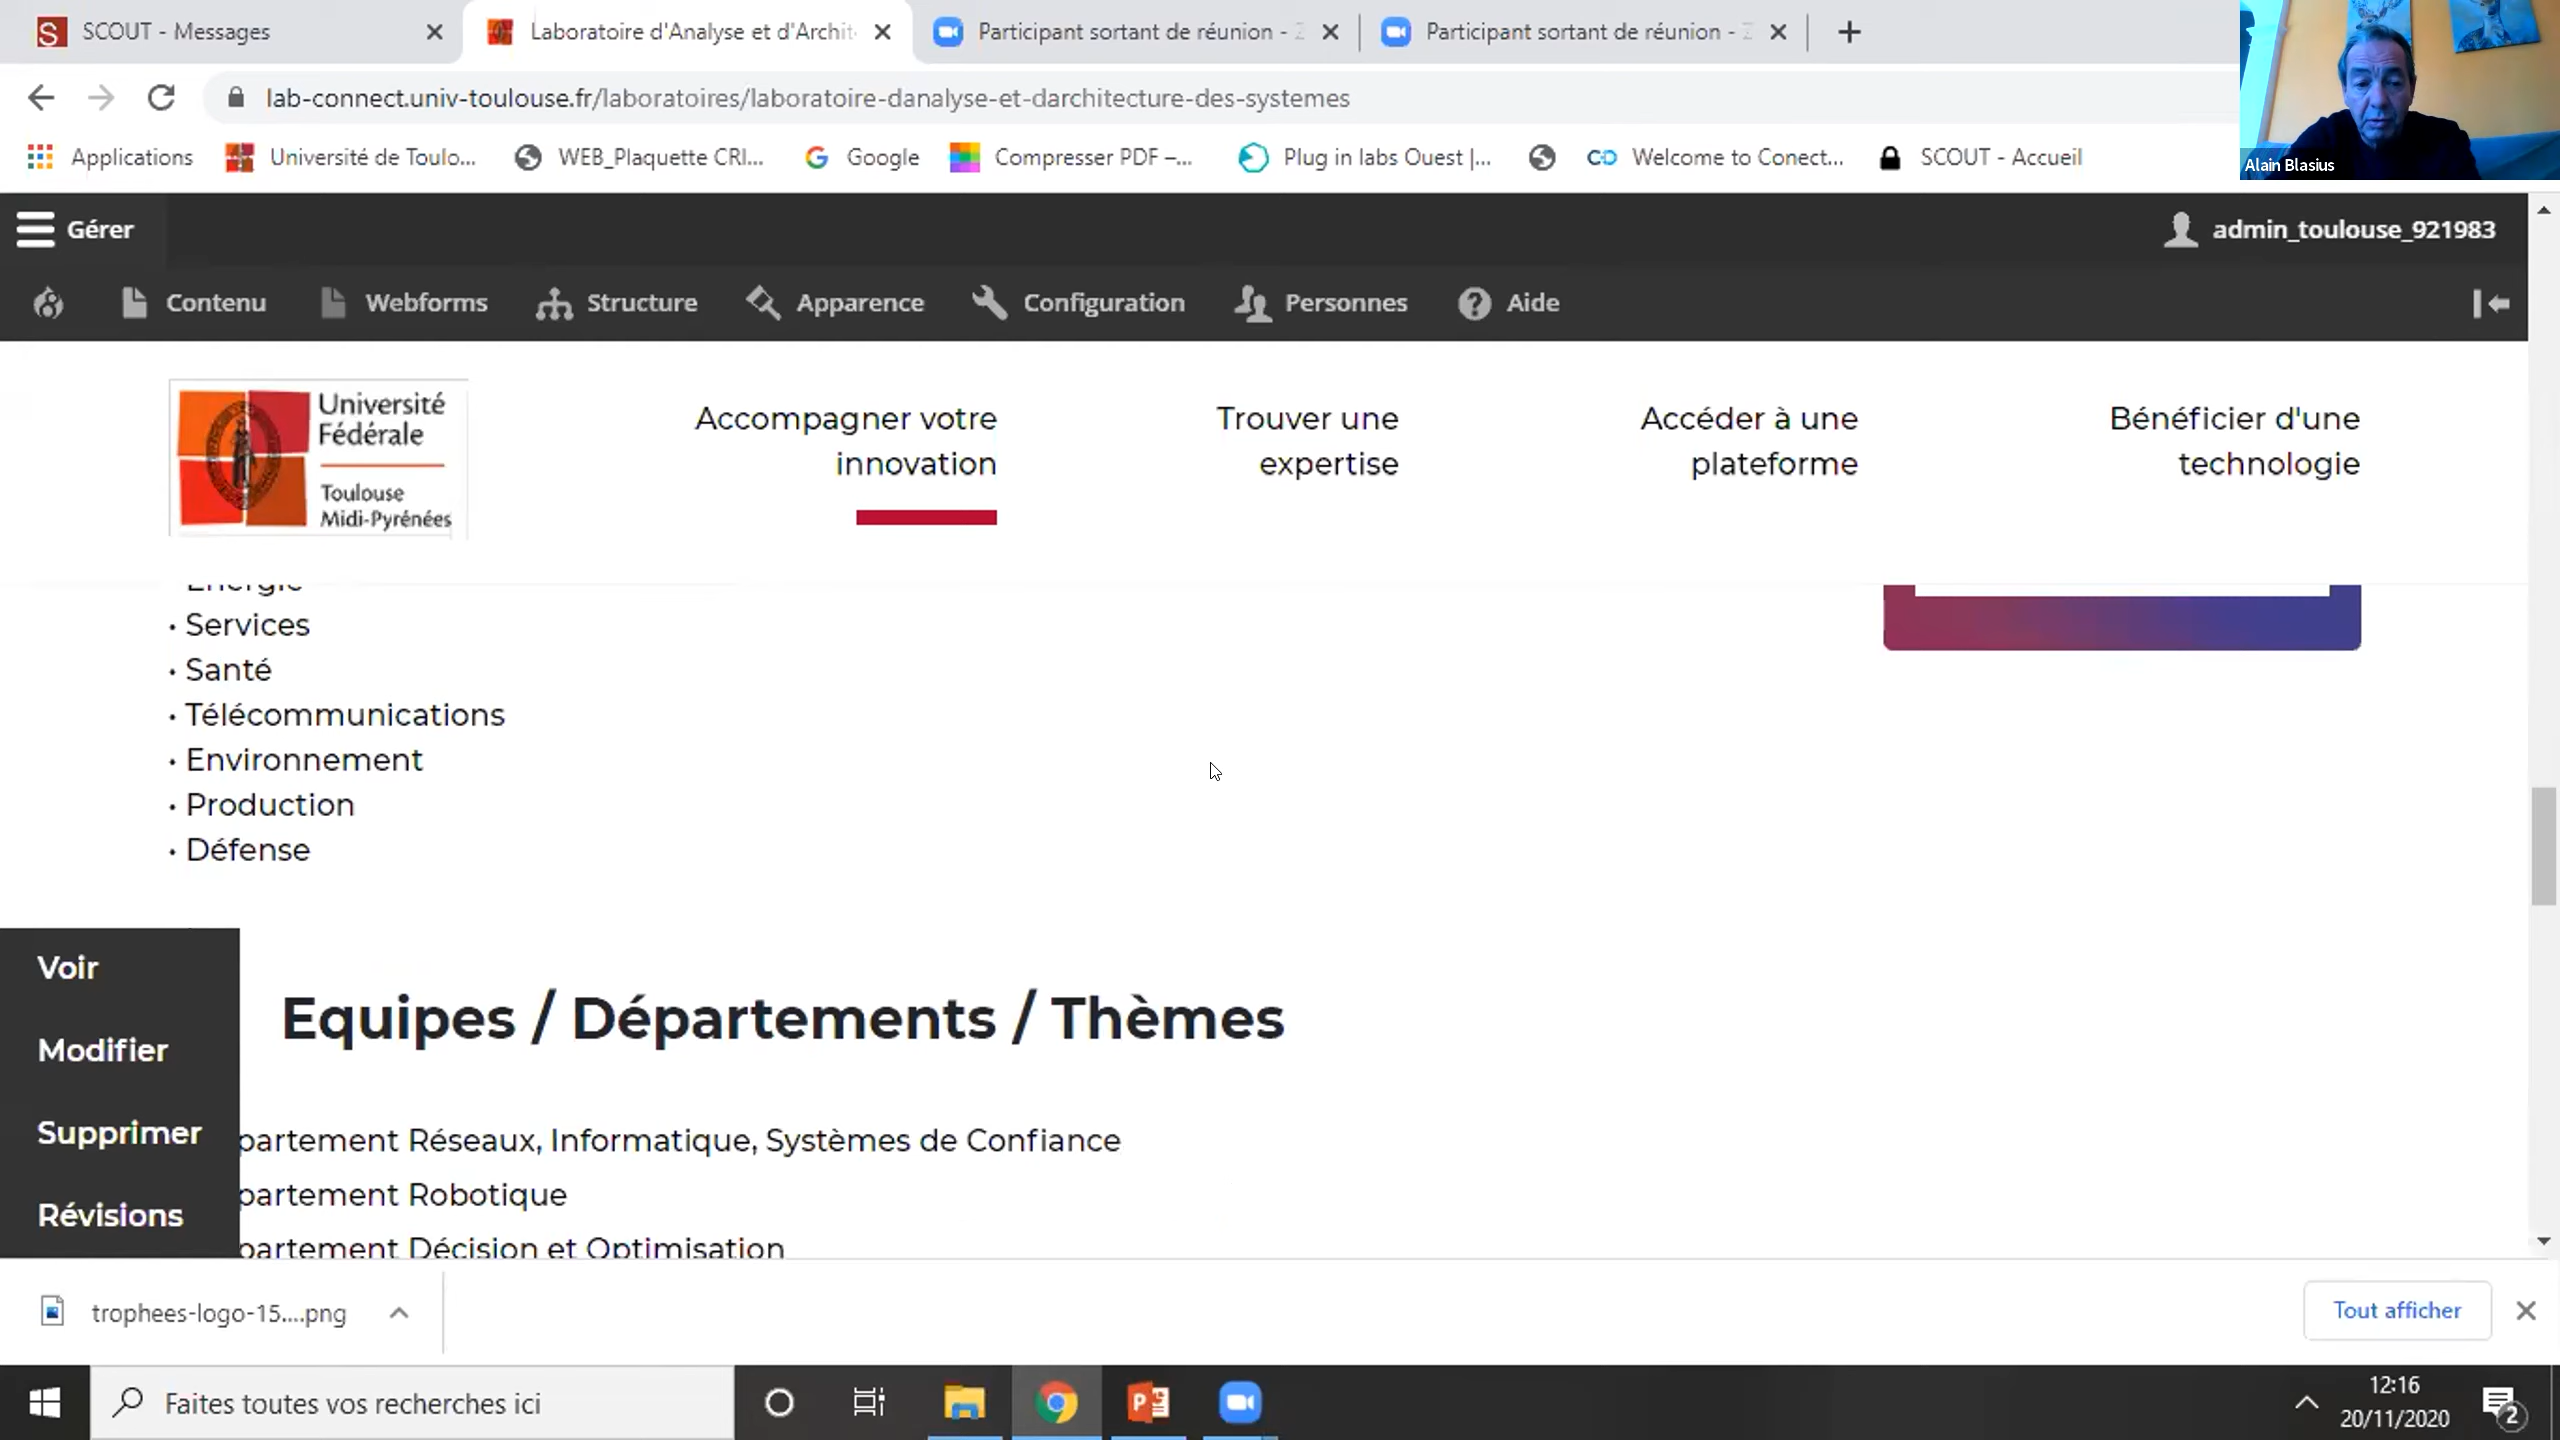 SCOUT - Messages
Laboratoire d'Analyse et d'Archit
Participant sortant de réunion - Z
Participant sortant de réunion - Z
lab-connect.univ-toulouse.fr/laboratoires/laboratoire-danalyse-et-darchitecture-des-systemes
Alain Blasius
Applications
Université de Toulo...
WEB_Plaquette CRI...
Google
Compresser PDF –...
Plug in labs Ouest |...
Welcome to Conect...
SCOUT - Accueil
Gérer
admin_toulouse_921983
Contenu
Webforms
Structure
Apparence
Configuration
Personnes
Aide
Université
Fédérale
Toulouse
Midi-Pyrénées
Accompagner votre
innovation
Trouver une
expertise
Accéder à une
plateforme
Bénéficier d'une
technologie
· Energie
· Services
· Santé
· Télécommunications
· Environnement
· Production
· Défense
Voir
Modifier
Supprimer
Révisions
Equipes / Départements / Thèmes
partement Réseaux, Informatique, Systèmes de Confiance
partement Robotique
partement Décision et Optimisation
trophees-logo-15....png
Tout afficher
Faites toutes vos recherches ici
12:16
20/11/2020
2